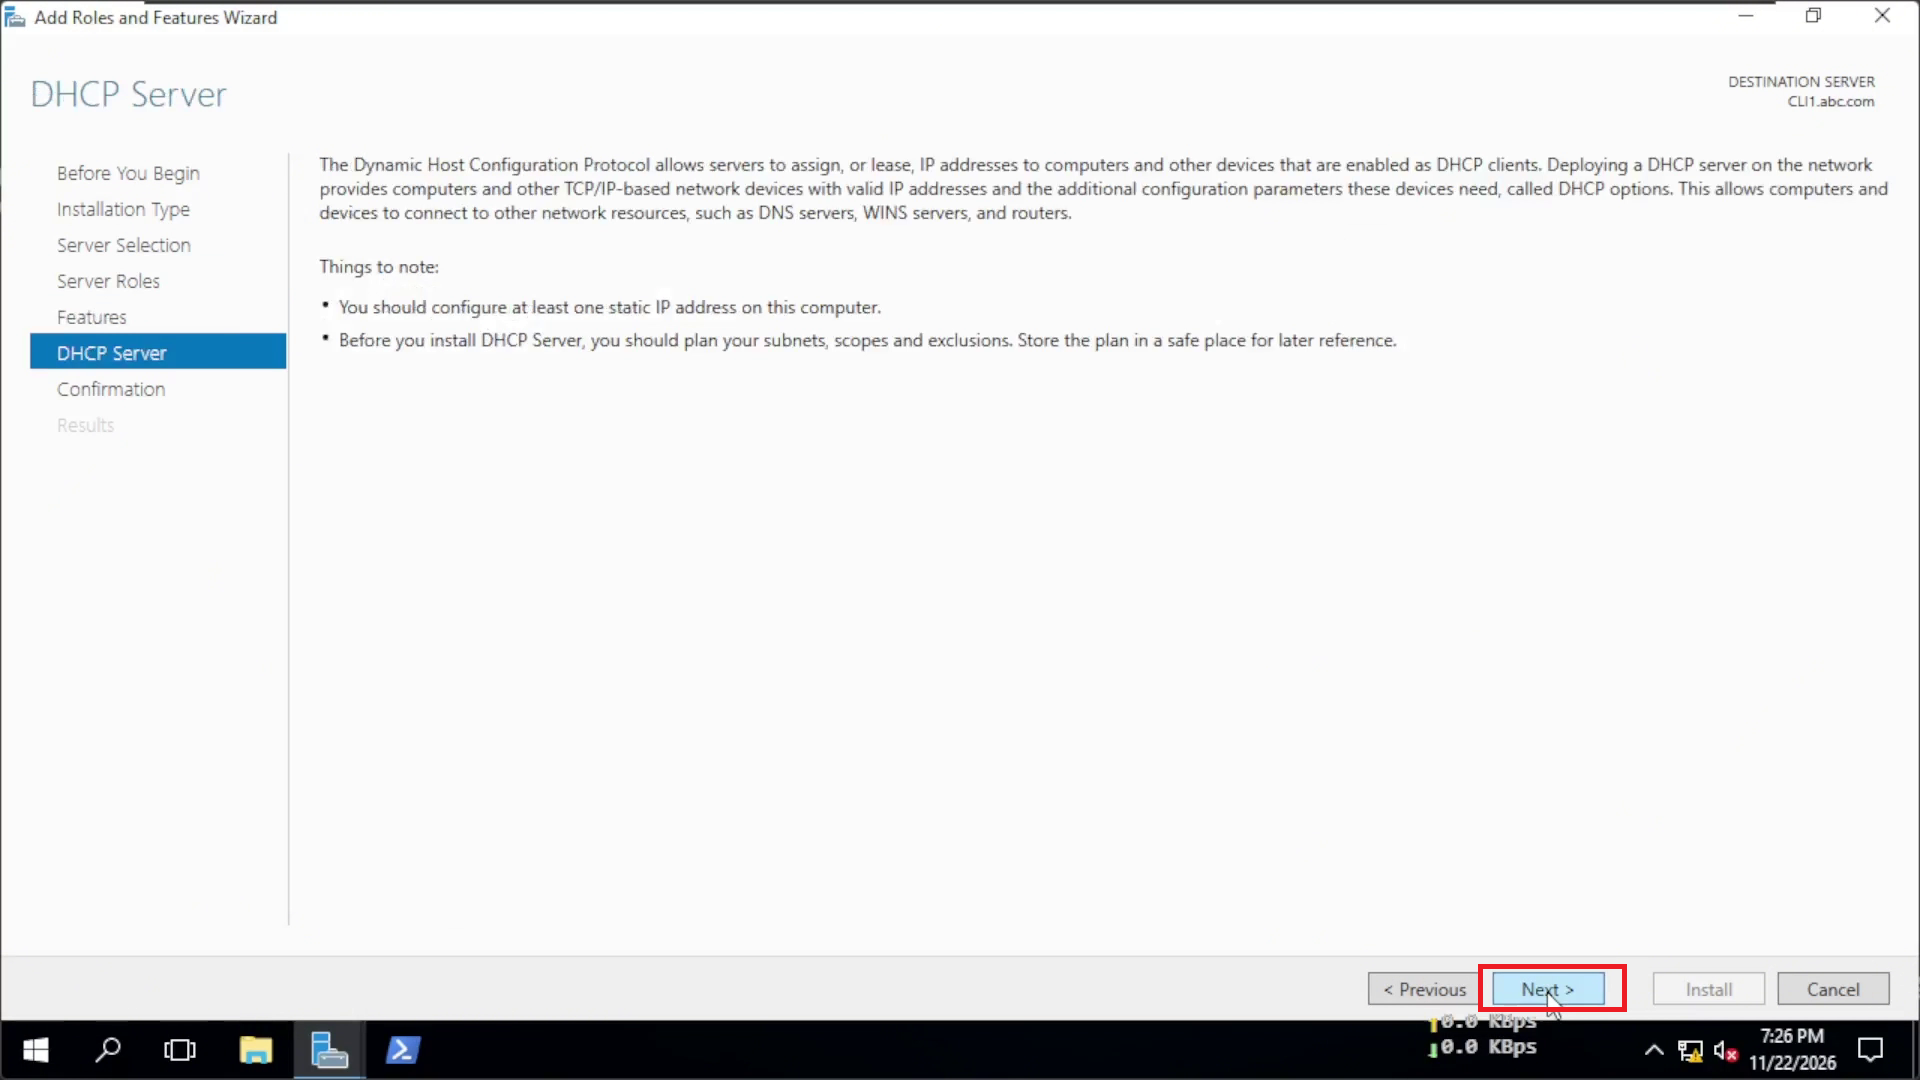 Add Roles and Features Wizard
DHCP Server
DESTINATION SERVER
CLI1.abc.com
Before You Begin
Installation Type
Server Selection
Server Roles
Features
DHCP Server
Confirmation
Results
The Dynamic Host Configuration Protocol allows servers to assign, or lease, IP addresses to computers and other devices that are enabled as DHCP clients. Deploying a DHCP server on the network
provides computers and other TCP/IP-based network devices with valid IP addresses and the additional configuration parameters these devices need, called DHCP options. This allows computers and
devices to connect to other network resources, such as DNS servers, WINS servers, and routers.
Things to note:
• You should configure at least one static IP address on this computer.
• Before you install DHCP Server, you should plan your subnets, scopes and exclusions. Store the plan in a safe place for later reference.
< Previous
Next >
Install
Cancel
0.0 KBps
0.0 KBps
7:26 PM
11/22/2026